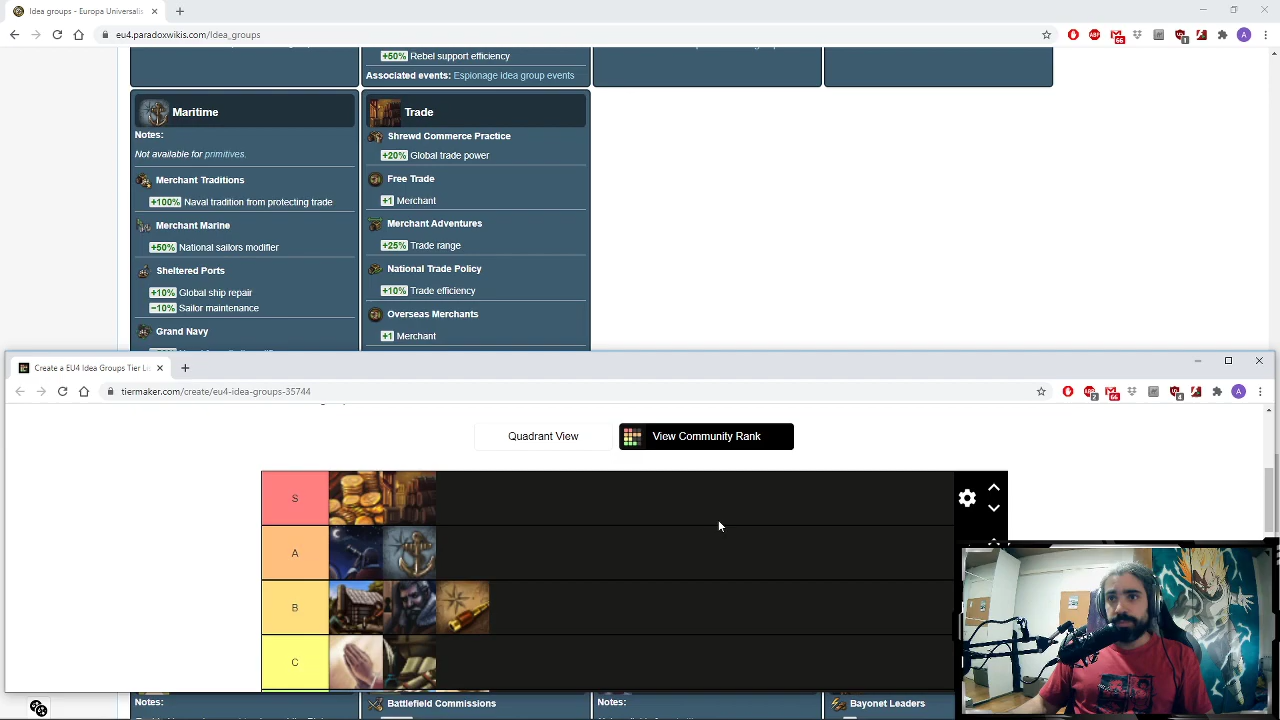 Idea groups - Europa Universalis
eu4.paradoxwikis.com/Idea_groups
+50% Rebel support efficiency
Associated events: Espionage idea group events
Maritime
Notes:
Not available for primitives.
Merchant Traditions
+100% Naval tradition from protecting trade
Merchant Marine
+50% National sailors modifier
Sheltered Ports
+10% Global ship repair
−10% Sailor maintenance
Grand Navy
Trade
Shrewd Commerce Practice
+20% Global trade power
Free Trade
+1 Merchant
Merchant Adventures
+25% Trade range
National Trade Policy
+10% Trade efficiency
Overseas Merchants
+1 Merchant
Create a EU4 Idea Groups Tier Li
tiermaker.com/create/eu4-idea-groups-35744
Quadrant View
View Community Rank
S
A
B
C
Notes:
Battlefield Commissions
Notes:
Bayonet Leaders